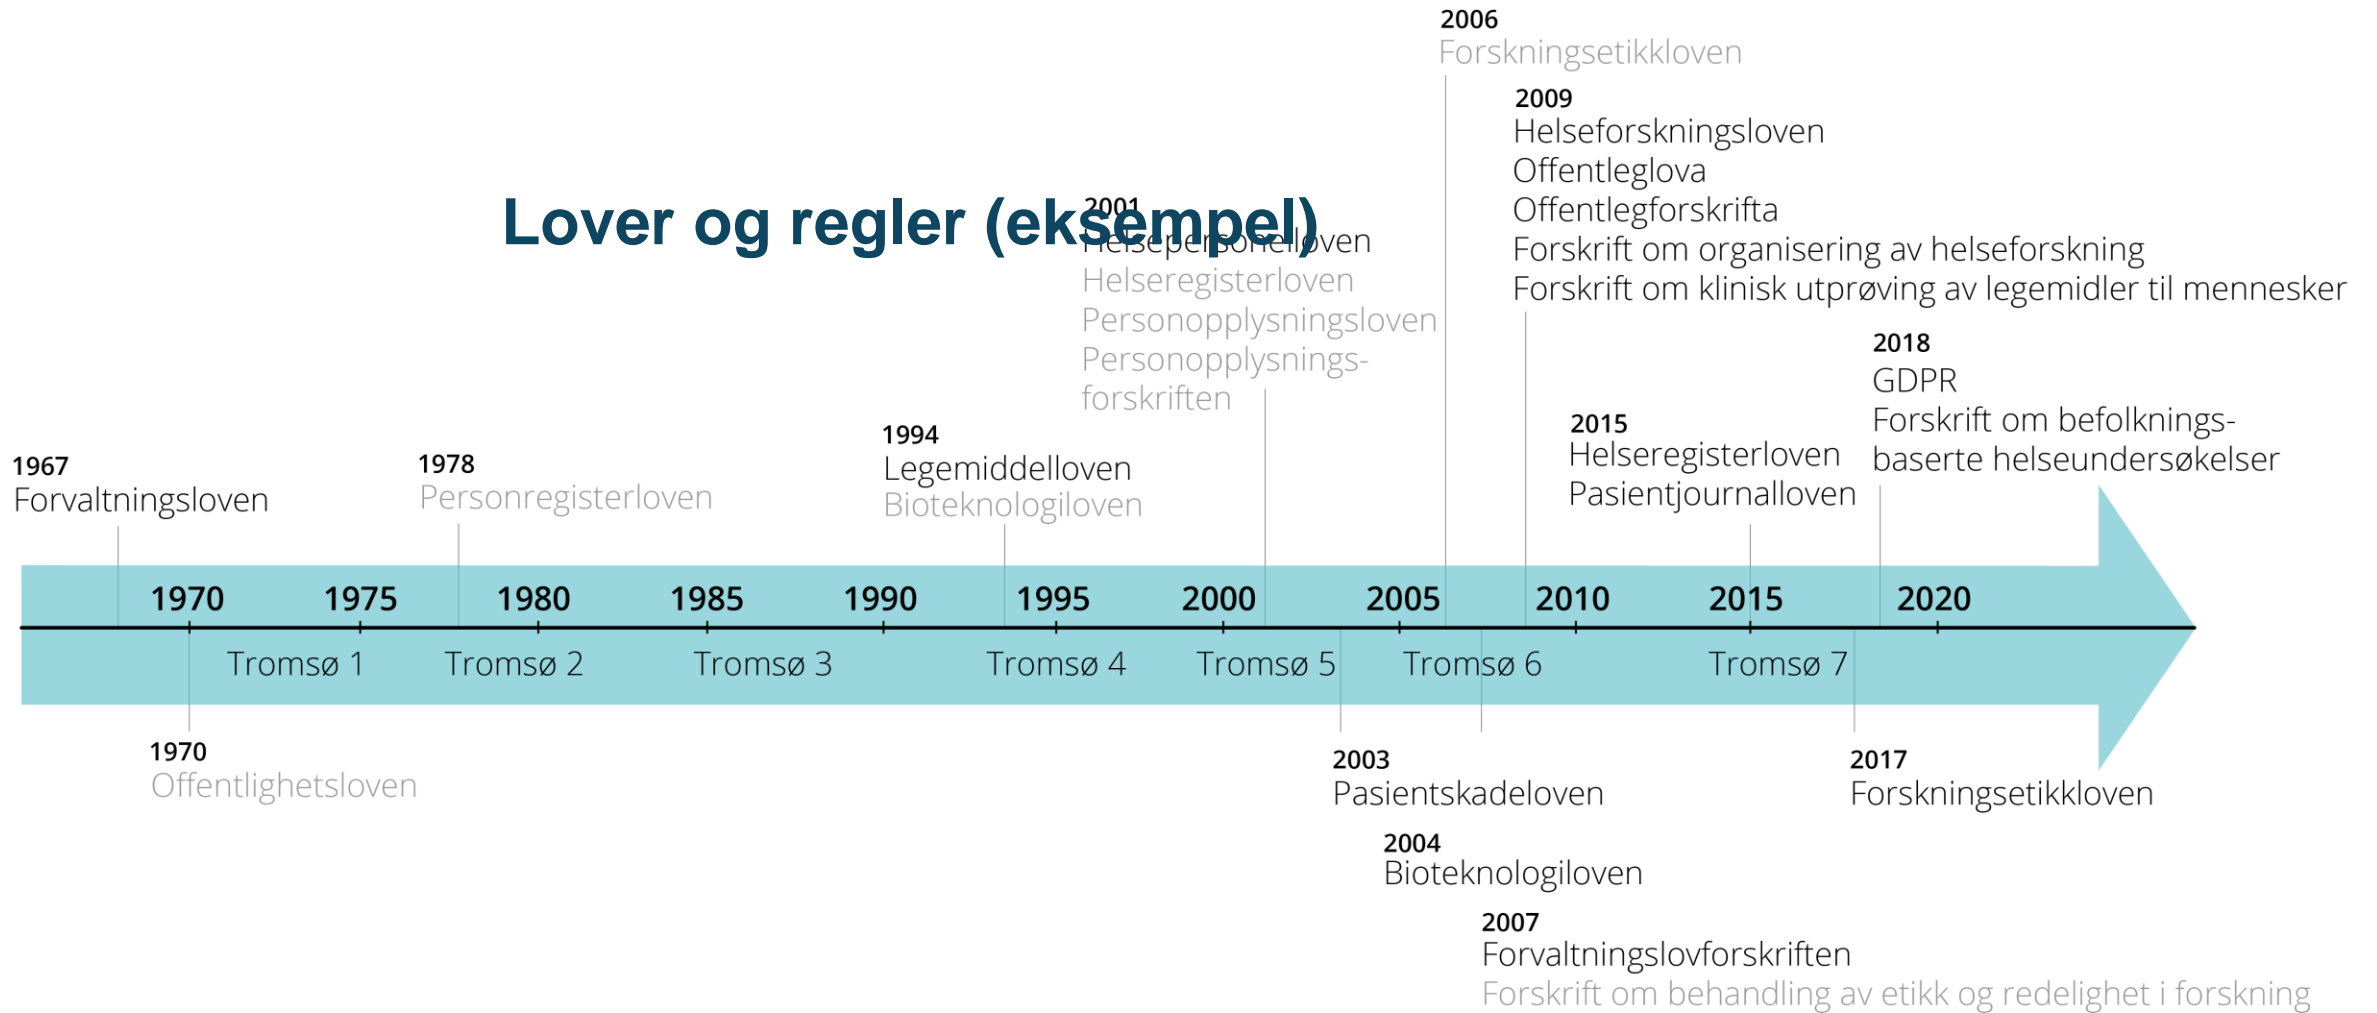 Lover og regler (eksempel)
2006
Forskningsetikkloven
2009
Helseforskningsloven
Offentleglova
Offentlegforskrifta
Forskrift om organisering av helseforskning
Forskrift om klinisk utprøving av legemidler til mennesker
2001
Helsepersonelloven
Helseregisterloven
Personopplysningsloven
Personopplysnings-
forskriften
2018
GDPR
Forskrift om befolknings-
baserte helseundersøkelser
2015
Helseregisterloven
Pasientjournalloven
1994
Legemiddelloven
Bioteknologiloven
1978
Personregisterloven
1967
Forvaltningsloven
1970 1975 1980 1985 1990 1995 2000 2005 2010 2015 2020
Tromsø 1 Tromsø 2 Tromsø 3 Tromsø 4 Tromsø 5 Tromsø 6 Tromsø 7
1970
Offentlighetsloven
2003
Pasientskadeloven
2004
Bioteknologiloven
2007
Forvaltningslovforskriften
Forskrift om behandling av etikk og redelighet i forskning
2017
Forskningsetikkloven